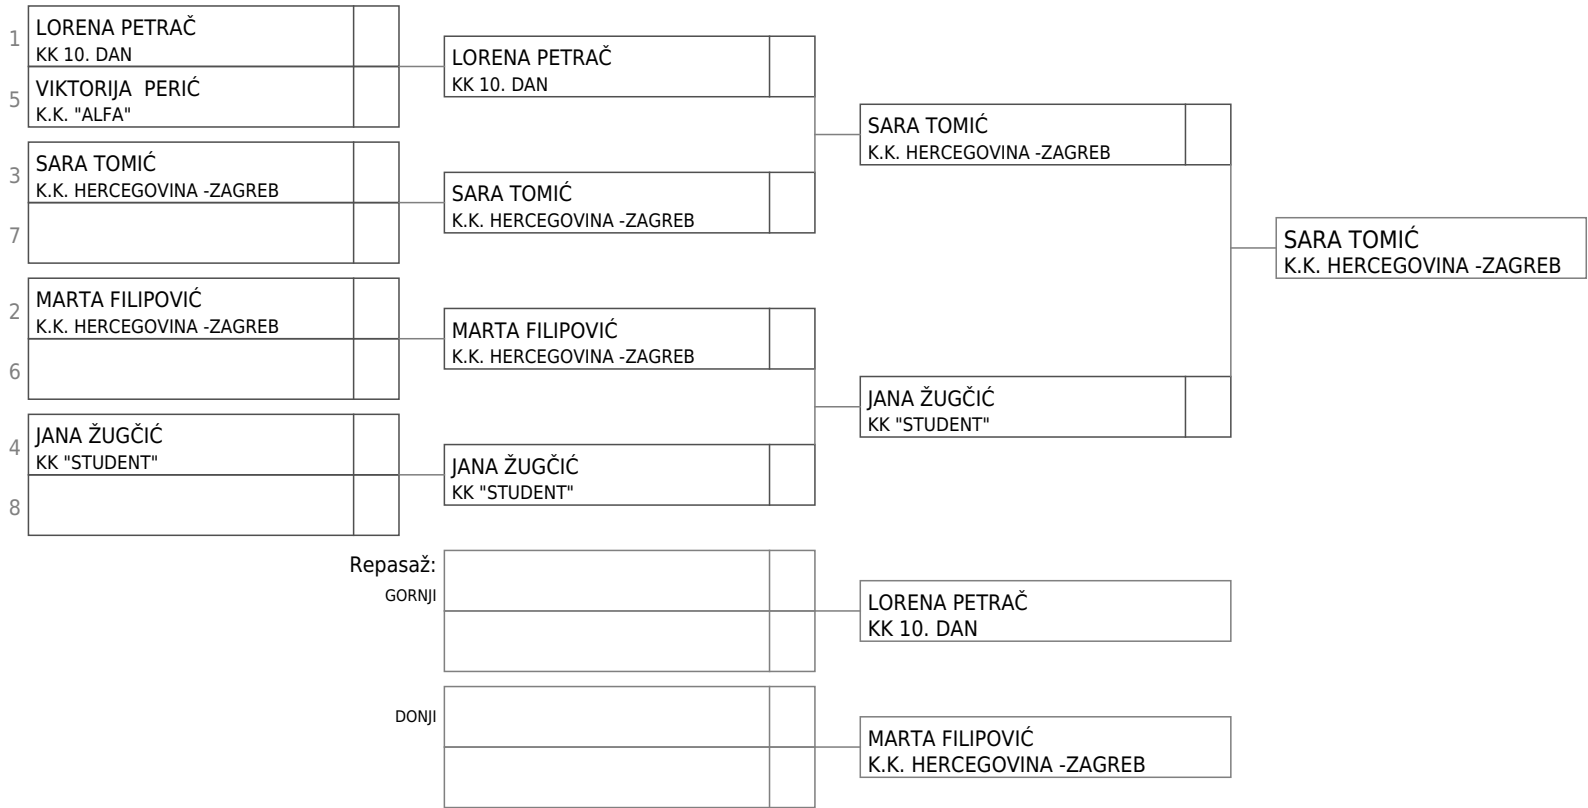 1
LORENA PETRAČ
KK 10. DAN
5
VIKTORIJA  PERIĆ
K.K. "ALFA"
3
SARA TOMIĆ
K.K. HERCEGOVINA -ZAGREB
7
2
MARTA FILIPOVIĆ
K.K. HERCEGOVINA -ZAGREB
6
4
JANA ŽUGČIĆ
KK "STUDENT"
8
LORENA PETRAČ
KK 10. DAN
SARA TOMIĆ
K.K. HERCEGOVINA -ZAGREB
MARTA FILIPOVIĆ
K.K. HERCEGOVINA -ZAGREB
JANA ŽUGČIĆ
KK "STUDENT"
SARA TOMIĆ
K.K. HERCEGOVINA -ZAGREB
JANA ŽUGČIĆ
KK "STUDENT"
SARA TOMIĆ
K.K. HERCEGOVINA -ZAGREB
Repasaž:
GORNJI
LORENA PETRAČ
KK 10. DAN
DONJI
MARTA FILIPOVIĆ
K.K. HERCEGOVINA -ZAGREB